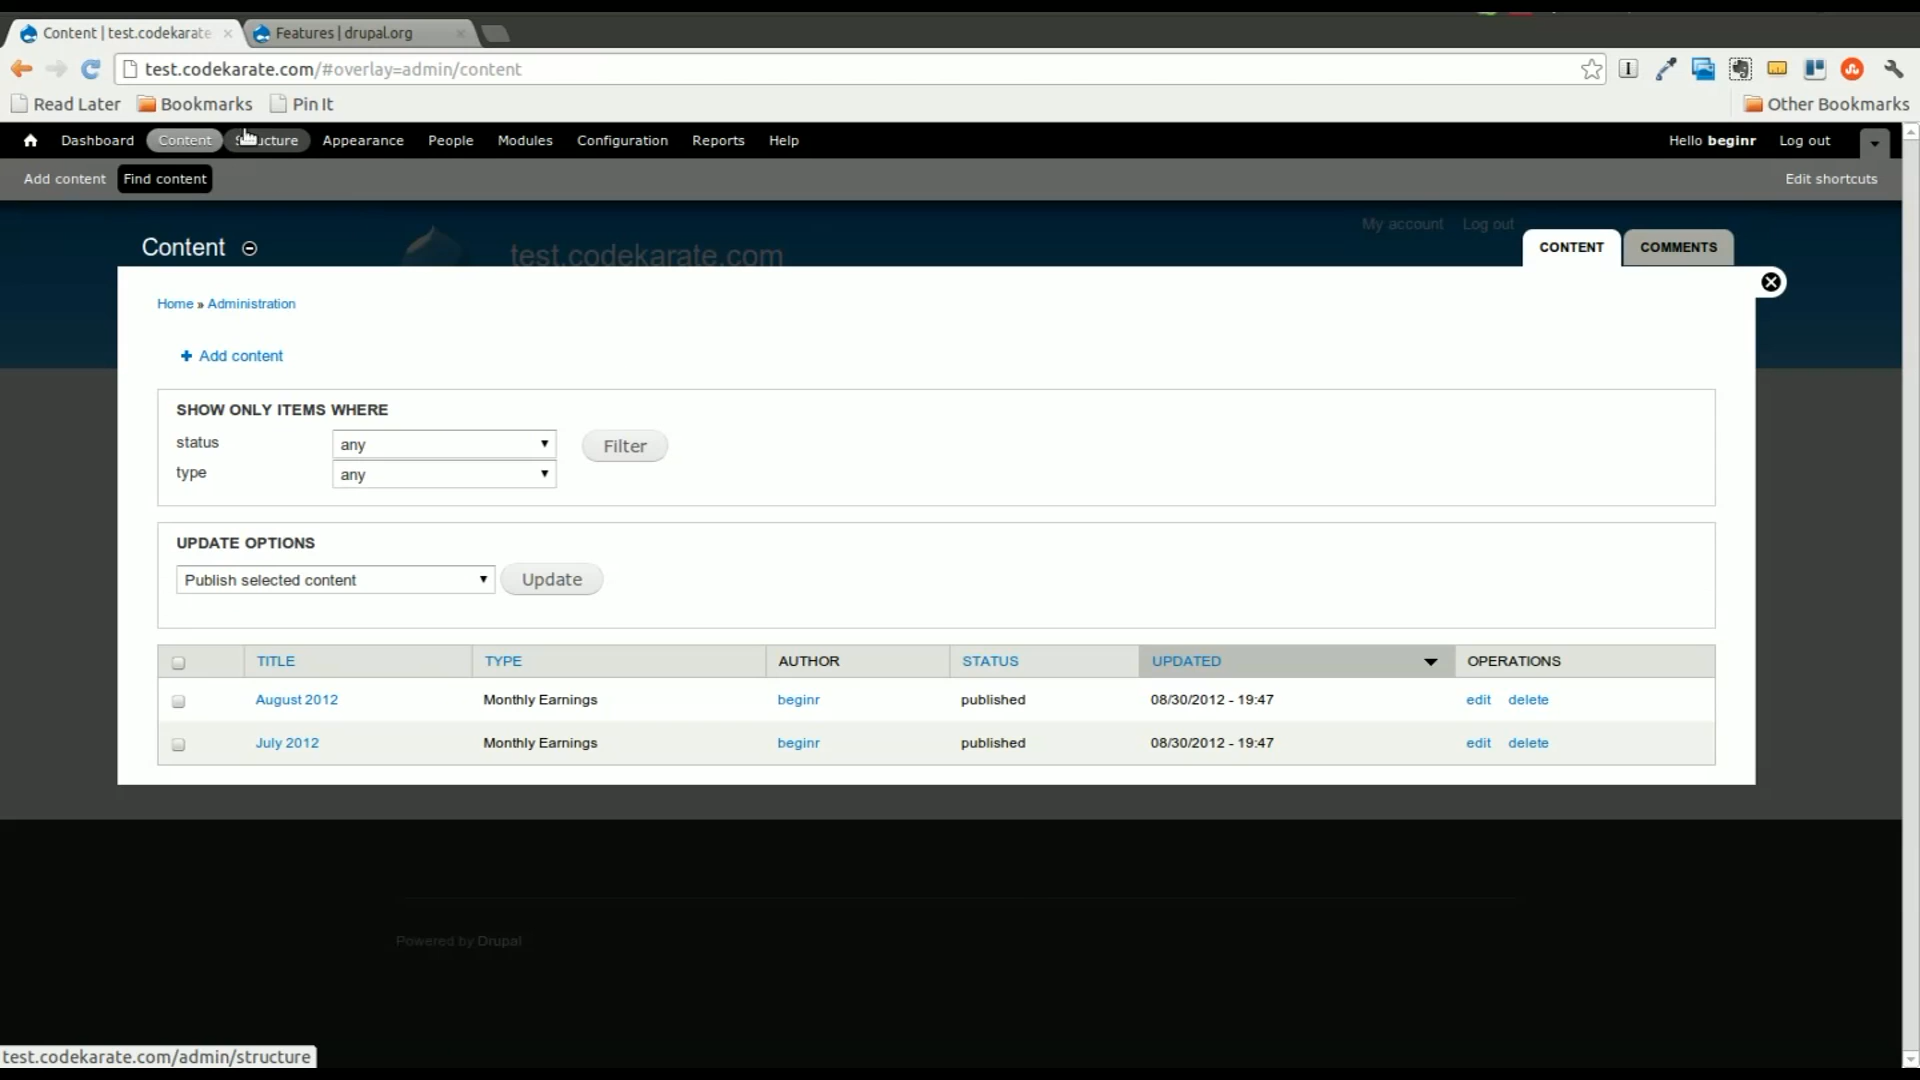 Content | test.codekarate
Features | drupal.org
test.codekarate.com/#overlay=admin/content
Read Later Bookmarks Pin It Other Bookmarks
Dashboard Content Structure Appearance People Modules Configuration Reports Help Hello beginr Log out
Add content Find content Edit shortcuts
My account Log out
Content test.codekarate.com CONTENT COMMENTS
Home » Administration
Add content
SHOW ONLY ITEMS WHERE
status any Filter
type any
UPDATE OPTIONS
Publish selected content Update
TITLE TYPE AUTHOR STATUS UPDATED OPERATIONS
August 2012 Monthly Earnings beginr published 08/30/2012 - 19:47 edit delete
July 2012 Monthly Earnings beginr published 08/30/2012 - 19:47 edit delete
Powered by Drupal
test.codekarate.com/admin/structure